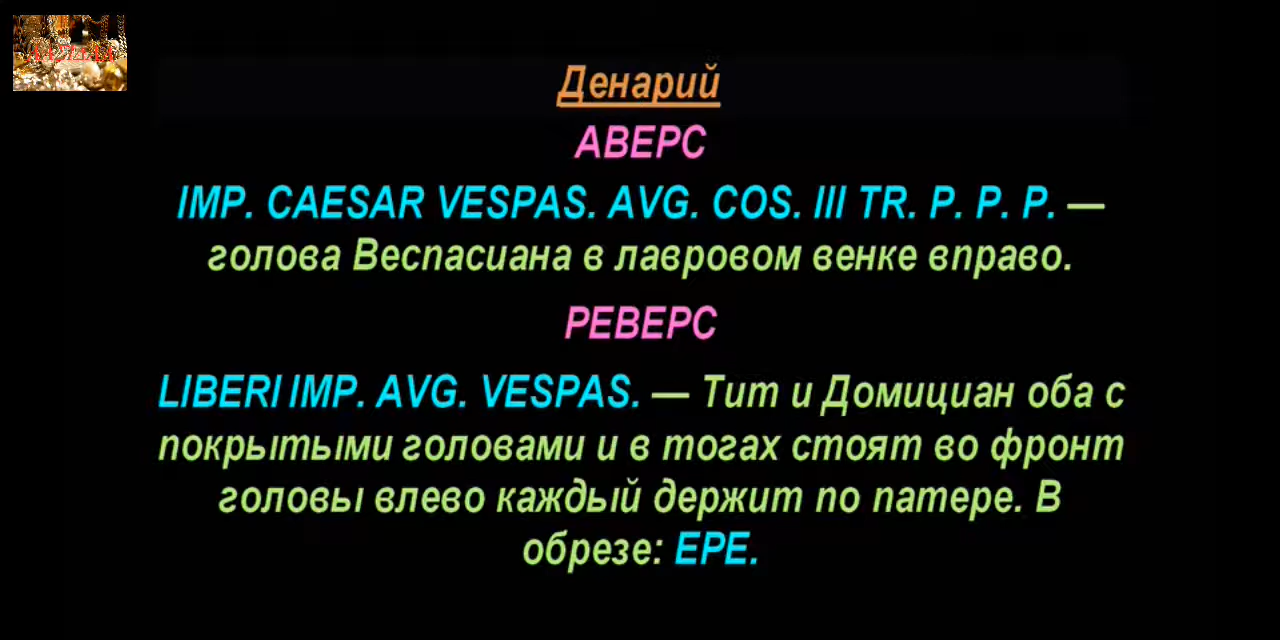 Денарий
АВЕРС
IMP. CAESAR VESPAS. AVG. COS. III TR. P. P. P. —
голова Веспасиана в лавровом венке вправо.
РЕВЕРС
LIBERI IMP. AVG. VESPAS. — Тит и Домициан оба с
покрытыми головами и в тогах стоят во фронт
головы влево каждый держит по патере. В
обрезе: EPE.